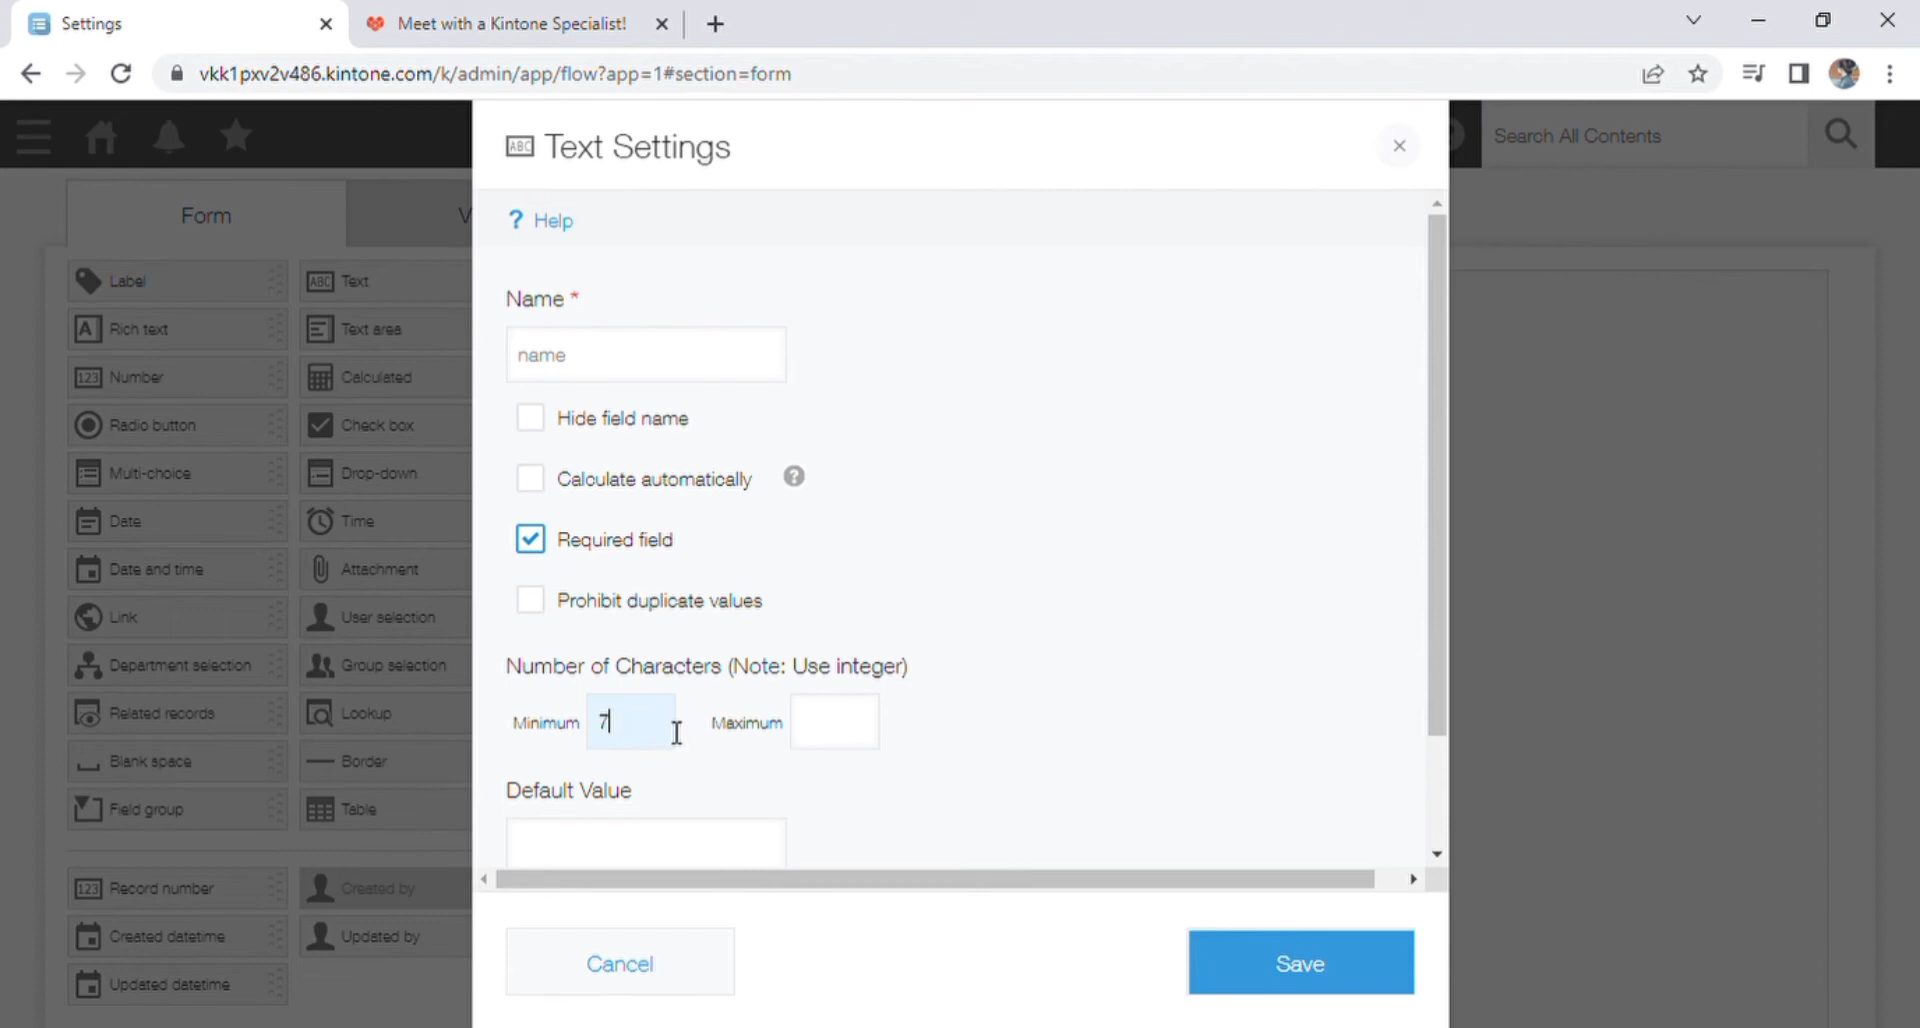 Settings
Meet with a Kintone Specialist!
vkk1pxv2v486.kintone.com/k/admin/app/flow?app=1#section=form
ABC Text Settings
Search All Contents
Form
V
? Help
Label
ABC Text
A Rich text
Text area
123 Number
Calculated
Radio button
Check box
Multi-choice
Drop-down
Date
Time
Date and time
Attachment
Link
User selection
Department selection
Group selection
Related records
Lookup
Blank space
Border
Field group
Table
123 Record number
Created by
Created datetime
Updated by
Updated datetime
Name *
name
Hide field name
Calculate automatically ?
Required field
Prohibit duplicate values
Number of Characters (Note: Use integer)
Minimum 7 Maximum
Default Value
Cancel
Save